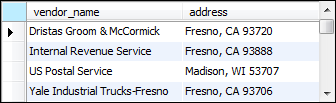 vendor_name address
Dristas Groom & McCormick Fresno, CA 93720
Internal Revenue Service Fresno, CA 93888
US Postal Service Madison, WI 53707
Yale Industrial Trucks-Fresno Fresno, CA 93706